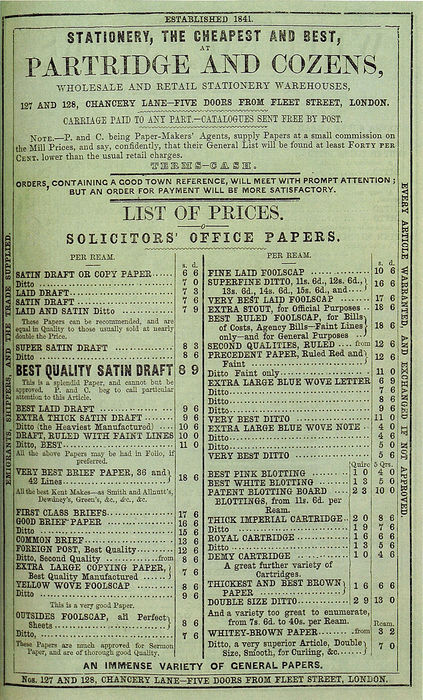 ESTABLISHED 1841.
STATIONERY, THE CHEAPEST AND BEST,
AT
PARTRIDGE AND COZENS,
WHOLESALE AND RETAIL STATIONERY WAREHOUSES,
127 AND 128, CHANCERY LANE—FIVE DOORS FROM FLEET STREET, LONDON.
CARRIAGE PAID TO ANY PART.—CATALOGUES SENT FREE BY POST.
NOTE.—P. and C. being Paper-Makers' Agents, supply Papers at a small commission on
the Mill Prices, and say, confidently, that their General List will be found at least FORTY PER
CENT. lower than the usual retail charges.
TERMS—CASH.
ORDERS, CONTAINING A GOOD TOWN REFERENCE, WILL MEET WITH PROMPT ATTENTION;
BUT AN ORDER FOR PAYMENT WILL BE MORE SATISFACTORY.
LIST OF PRICES.
SOLICITORS' OFFICE PAPERS.
PER REAM.
s. d.
SATIN DRAFT OR COPY PAPER .... 6 6
Ditto .... 7 0
LAID DRAFT .... 7 3
SATIN DRAFT .... 7 6
LAID AND SATIN Ditto .... 7 9
These Papers can be recommended, and are
equal in Quality to those usually sold at nearly
double the Price.
SUPER SATIN DRAFT .... 8 3
Ditto .... 8 6
BEST QUALITY SATIN DRAFT 8 9
This is a splendid Paper, and cannot but be
approved. P. and C. beg to call particular
attention to this Article.
BEST LAID DRAFT .... 9 6
EXTRA THICK SATIN DRAFT .... 9 6
Ditto (the Heaviest Manufactured) .... 10 6
DRAFT, RULED WITH FAINT LINES 10 0
Ditto, BEST .... 11 0
All the above Papers may be had in Folio, if
preferred.
VERY BEST BRIEF PAPER, 36 and}
42 Lines .... } 18 6
All the best Kent Makes—as Smith and Allnutt's,
Dewdney's, Green's, &c., &c., &c.
FIRST CLASS BRIEFS .... 17 6
GOOD BRIEF PAPER .... 16 6
Ditto .... 15 6
COMMON BRIEF .... 13 6
FOREIGN POST, Best Quality .... 12 6
Ditto, Second Quality .... from 8 6
EXTRA LARGE COPYING PAPER, }
Best Quality Manufactured .... } 7 6
YELLOW WOVE FOOLSCAP .... 8 6
Ditto .... 9 6
This is a very good Paper.
OUTSIDES FOOLSCAP, all Perfect}
Sheets .... } 8 6
Ditto, .... 7 6
These Papers are much approved for Sermon
Paper, and are of thorough good Quality.
PER REAM.
s. d.
FINE LAID FOOLSCAP .... 10 6
SUPERFINE DITTO, 11s. 6d., 12s. 6d., }
13s. 6d., 14s. 6d., 15s. 6d., and .... } 16 6
VERY BEST LAID FOOLSCAP .... 17 6
EXTRA STOUT, for Official Purposes .. 18 6
BEST RULED FOOLSCAP, for Bills }
of Costs, Agency Bills—Faint Lines } 18 6
only—and for General Purposes .. }
SECOND QUALITIES, RULED .. from 12 6
PRECEDENT PAPER, Ruled Red and}
Faint .... } 12 6
Ditto Faint only .... 11 0
EXTRA LARGE BLUE WOVE LETTER 6 9
Ditto .... 7 6
Ditto .... 8 6
Ditto .... 9 6
VERY BEST DITTO .... 11 0
EXTRA LARGE BLUE WOVE NOTE .. 4 0
Ditto .... 4 6
Ditto .... 5 0
VERY BEST DITTO .... 5 6
Quire 5 Qrs.
BEST PINK BLOTTING .... 1 0 4 6
BEST WHITE BLOTTING .... 1 3 5 0
PATENT BLOTTING BOARD .... 2 3 10 0
BLOTTINGS, from 11s. 6d. per
Ream.
THICK IMPERIAL CARTRIDGE.. 2 0 8 6
Ditto .... 1 9 7 6
ROYAL CARTRIDGE .... 1 6 6 6
Ditto .... 1 3 5 6
DEMY CARTRIDGE .... 1 0 4 6
A great further variety of
Cartridges.
THICKEST AND BEST BROWN}
PAPER .... } 1 6 6 6
DOUBLE SIZE DITTO .... 2 9 13 0
And a variety too great to enumerate,
from 7s. 6d. to 40s. per Ream.
Ream.
WHITEY-BROWN PAPER .... from 3 2
Ditto, a very superior Article, Double}
Size, Smooth, for Curling, &c. .... } 7 0
AN IMMENSE VARIETY OF GENERAL PAPERS.
Nos. 127 AND 128, CHANCERY LANE—FIVE DOORS FROM FLEET STREET, LONDON.
EMIGRANTS, SHIPPERS, AND THE TRADE SUPPLIED.
EVERY ARTICLE WARRANTED, AND EXCHANGED IF NOT APPROVED